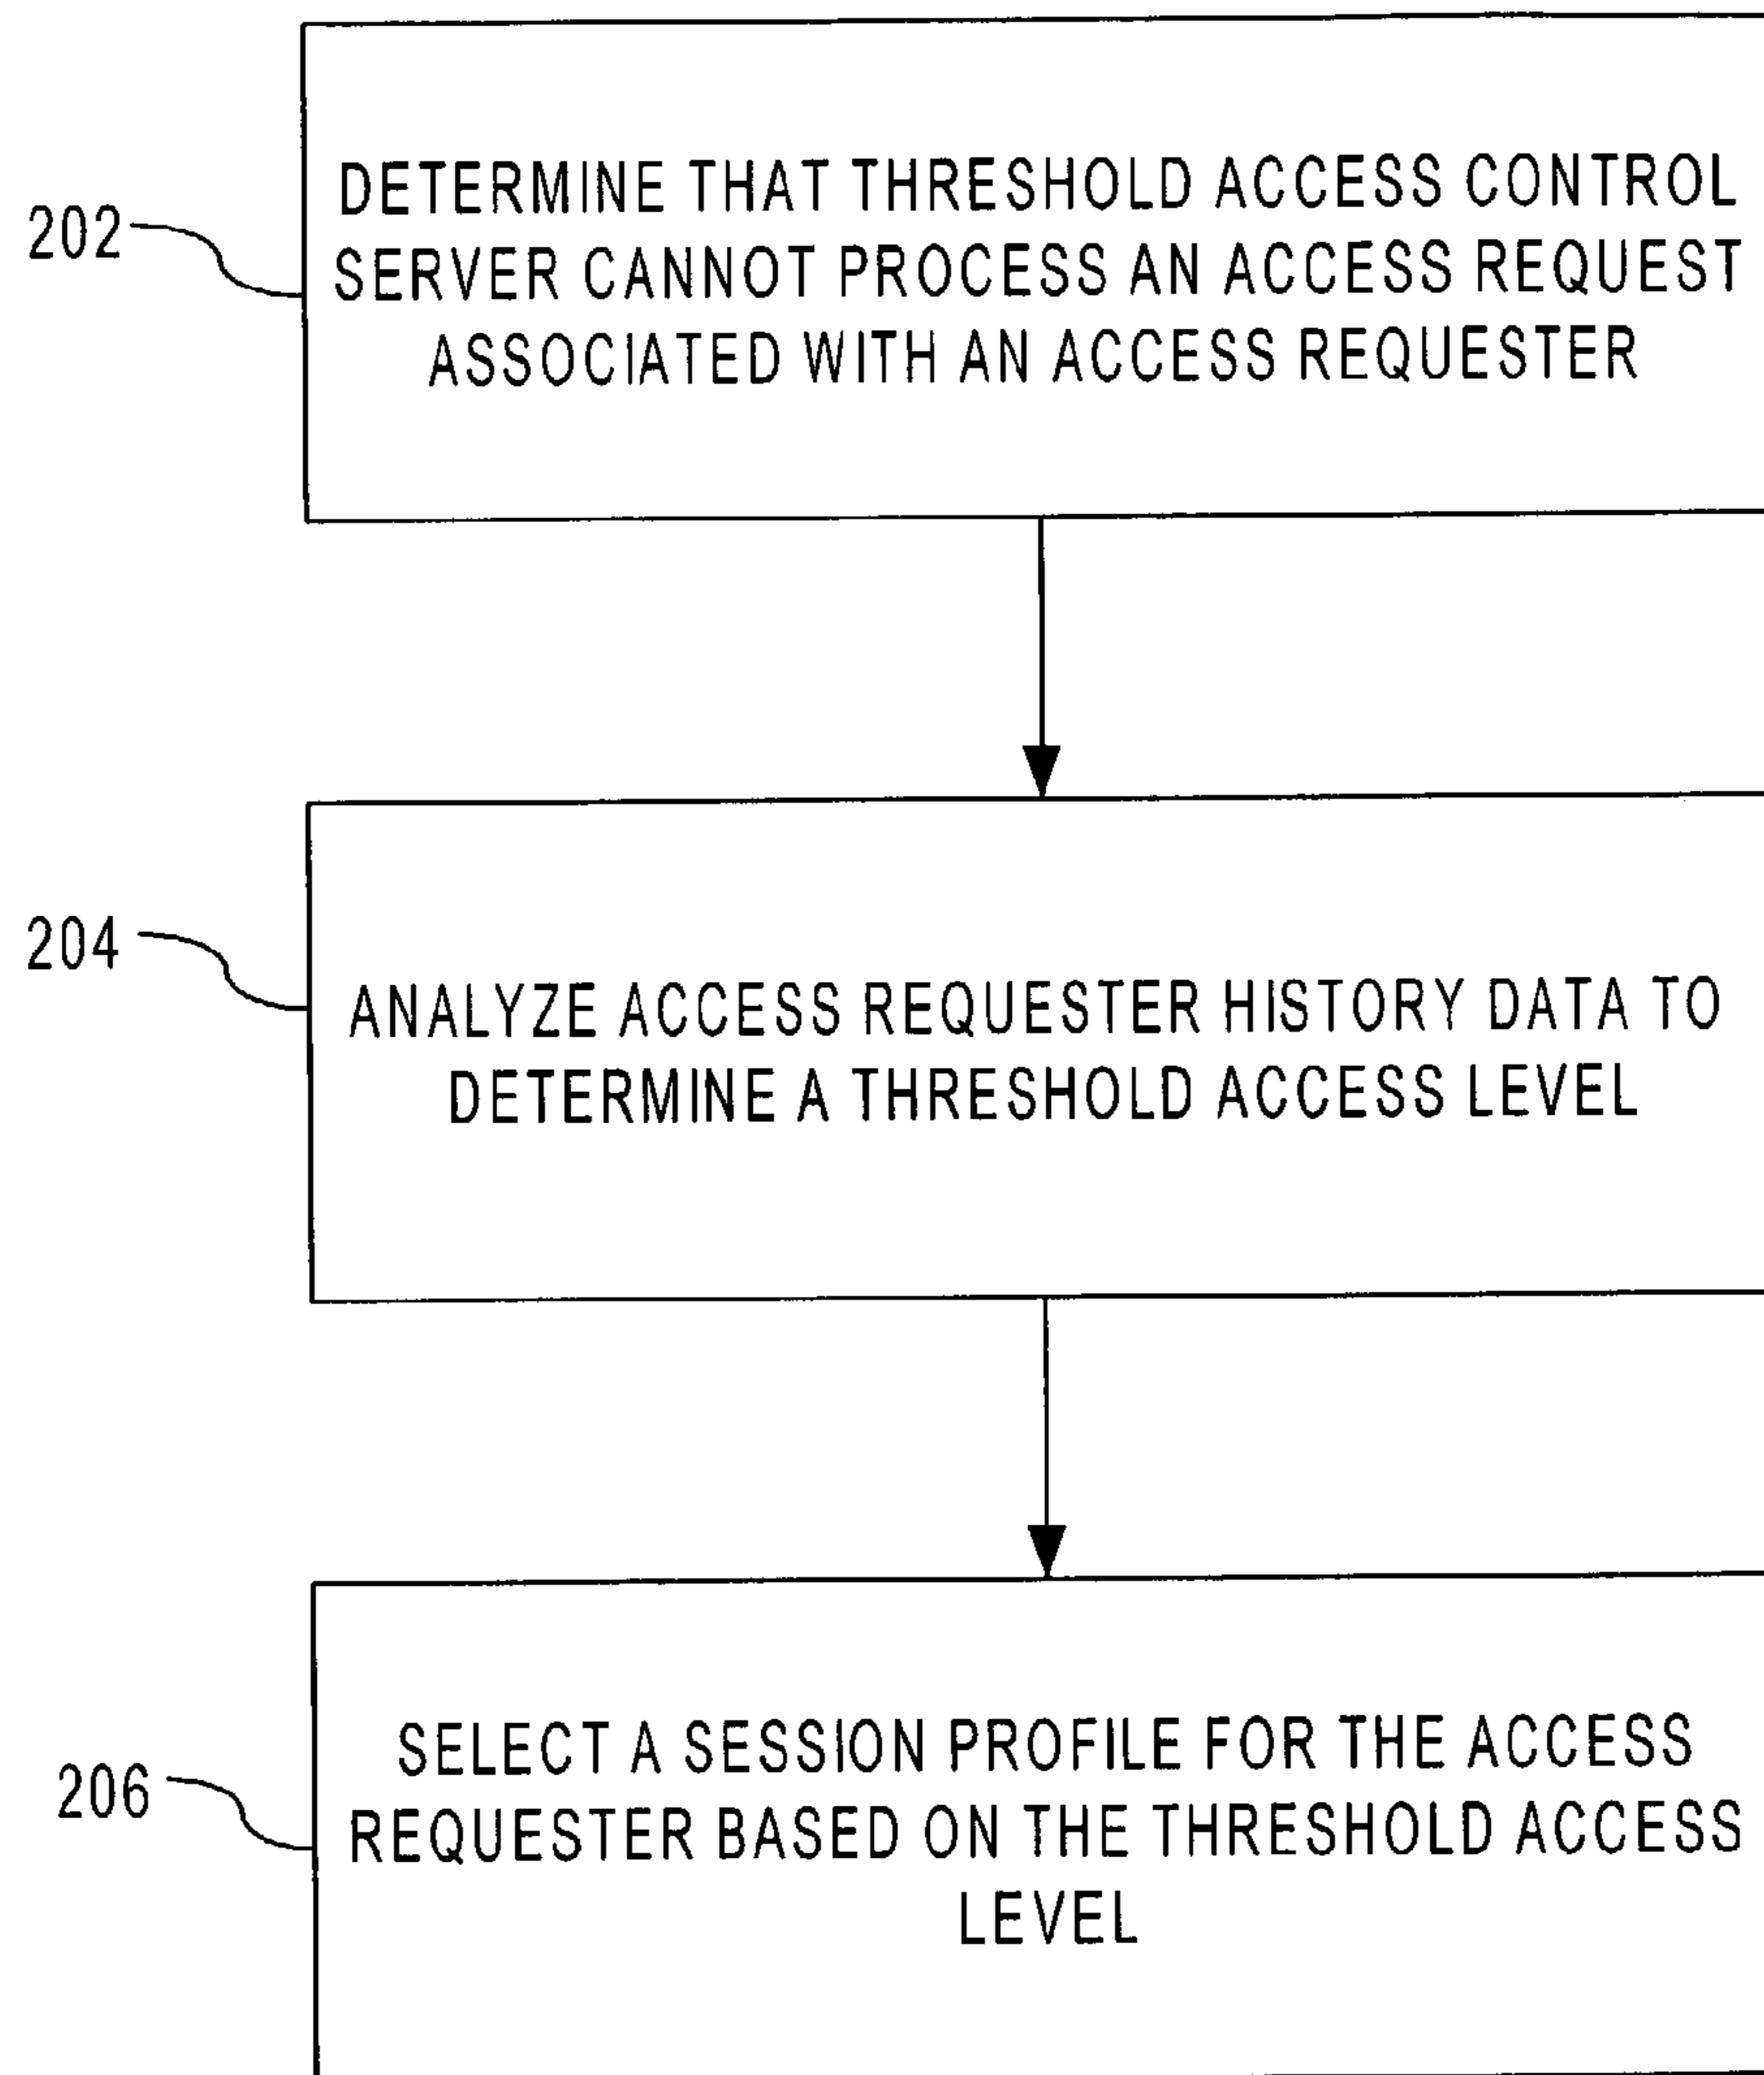 202
DETERMINE THAT THRESHOLD ACCESS CONTROL
SERVER CANNOT PROCESS AN ACCESS REQUEST
ASSOCIATED WITH AN ACCESS REQUESTER
204
ANALYZE ACCESS REQUESTER HISTORY DATA TO
DETERMINE A THRESHOLD ACCESS LEVEL
206
SELECT A SESSION PROFILE FOR THE ACCESS
REQUESTER BASED ON THE THRESHOLD ACCESS
LEVEL